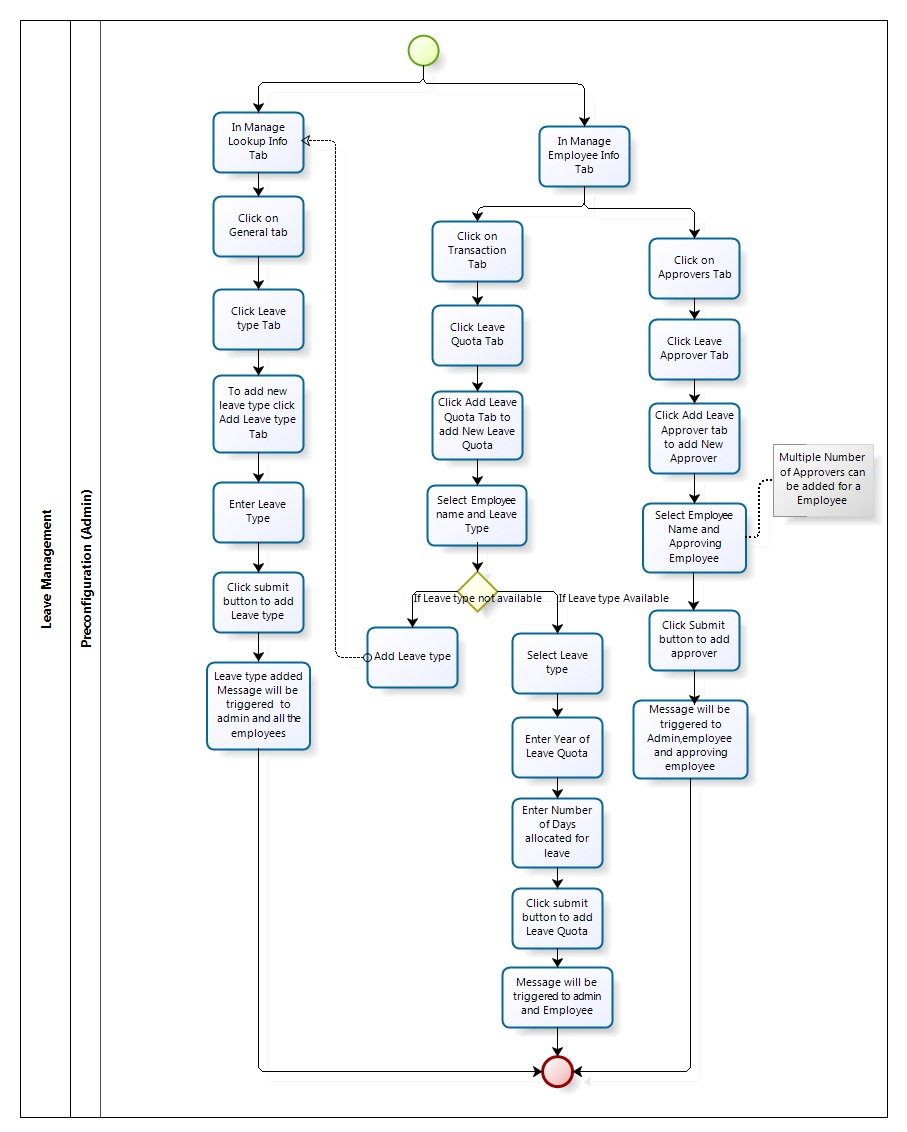 Leave Management
Preconfiguration (Admin)
In Manage
Lookup Info
Tab
Click on
General tab
Click Leave
type Tab
To add new
leave type click
Add Leave type
Tab
Enter Leave
Type
Click submit
button to add
Leave type
Leave type added
Message will be
triggered to
admin and all the
employees
In Manage
Employee Info
Tab
Click on
Transaction
Tab
Click Leave
Quota Tab
Click Add Leave
Quota Tab to
add New Leave
Quota
Select Employee
name and Leave
Type
If Leave type not available
If Leave type Available
Add Leave type
Select Leave
type
Enter Year of
Leave Quota
Enter Number
of Days
allocated for
leave
Click submit
button to add
Leave Quota
Message will be
triggered to admin
and Employee
Click on
Approvers Tab
Click Leave
Approver Tab
Click Add Leave
Approver tab
to add New
Approver
Select Employee
Name and
Approving
Employee
Multiple Number
of Approvers can
be added for a
Employee
Click Submit
button to add
approver
Message will be
triggered to
Admin,employee
and approving
employee